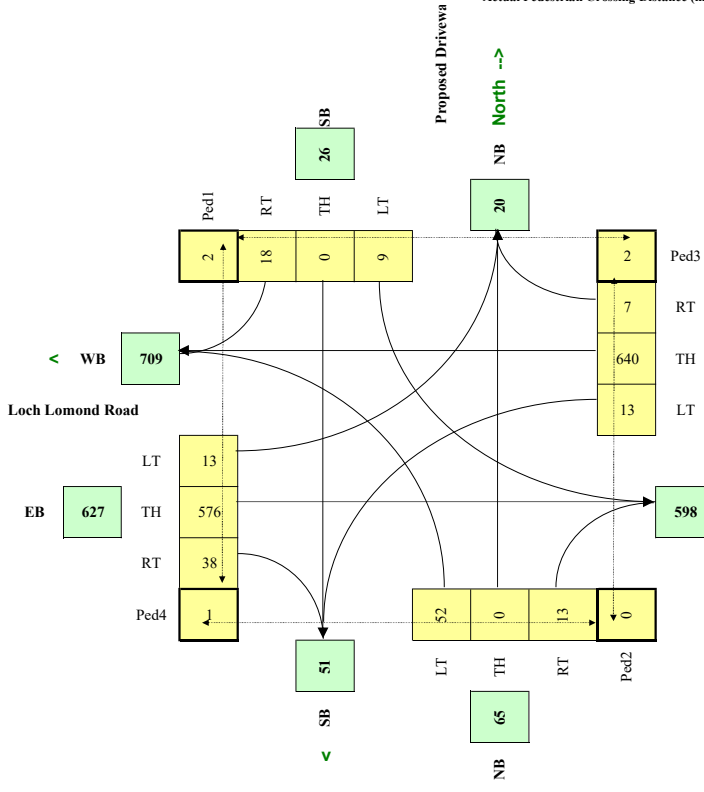 Proposed Drivewa
North -->
SB
26
NB
20
Ped1
RT
TH
LT
2
18
0
9
2
Ped3
7
RT
640
TH
13
LT
< WB 709
Loch Lomond Road
LT 13
EB 627 TH 576
RT 38
Ped4 1
598
51
SB
<
52
0
13
0
LT
TH
RT
Ped2
65
NB